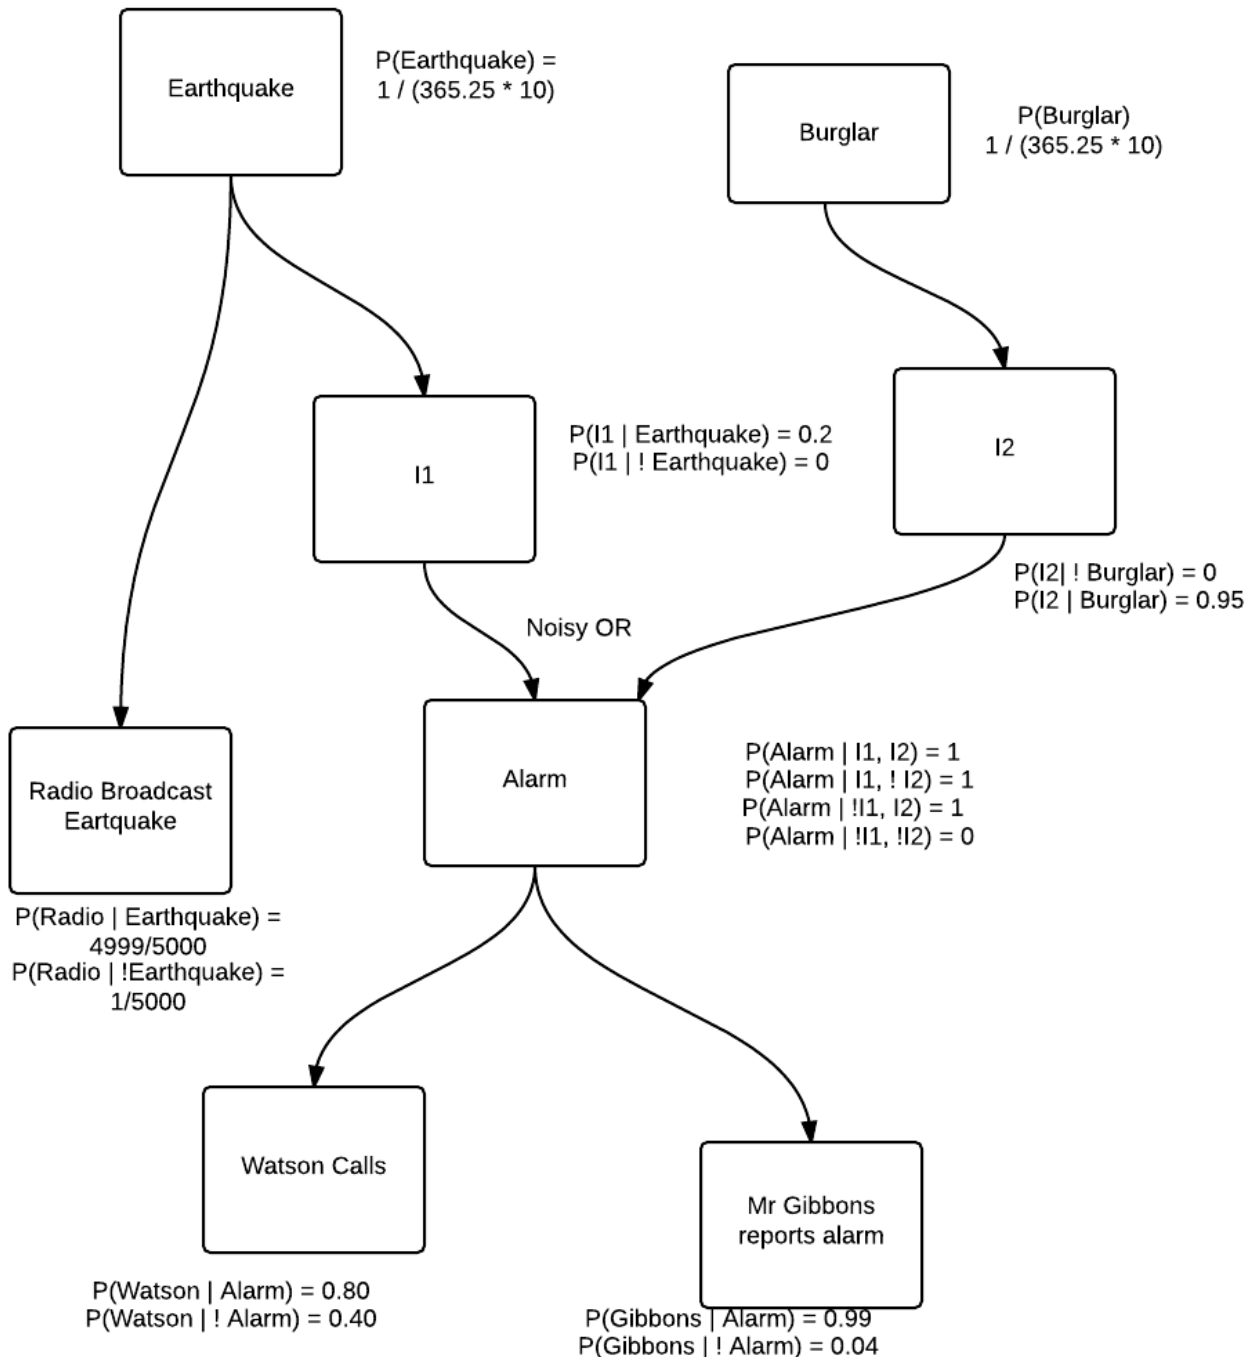 Earthquake
P(Earthquake) =
1 / (365.25 * 10)
Burglar
P(Burglar)
1 / (365.25 * 10)
I1
P(I1 | Earthquake) = 0.2
P(I1 | ! Earthquake) = 0
I2
P(I2| ! Burglar) = 0
P(I2 | Burglar) = 0.95
Noisy OR
Radio Broadcast
Eartquake
P(Radio | Earthquake) =
4999/5000
P(Radio | !Earthquake) =
1/5000
Alarm
P(Alarm | I1, I2) = 1
P(Alarm | I1, ! I2) = 1
P(Alarm | !I1, I2) = 1
P(Alarm | !I1, !I2) = 0
Watson Calls
P(Watson | Alarm) = 0.80
P(Watson | ! Alarm) = 0.40
Mr Gibbons
reports alarm
P(Gibbons | Alarm) = 0.99
P(Gibbons | ! Alarm) = 0.04